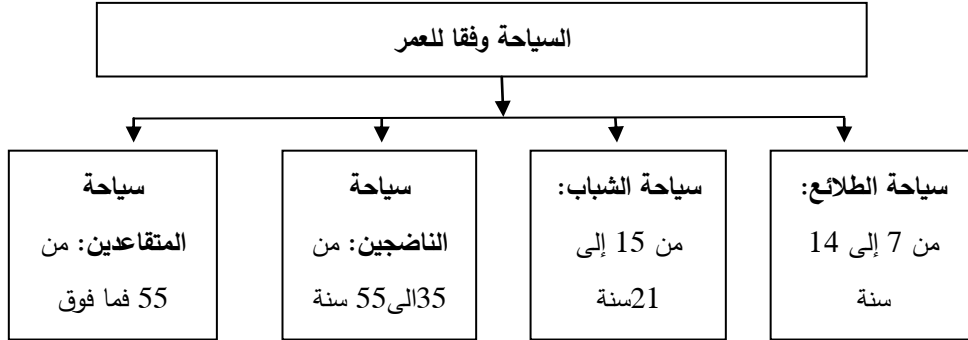 السياحة وفقا للعمر
سياحة الطلائع:
من 7 إلى 14
سنة
سياحة الشباب:
من 15 إلى
21سنة
سياحة
الناضجين: من
35الى55 سنة
سياحة
المتقاعدين: من
55 فما فوق